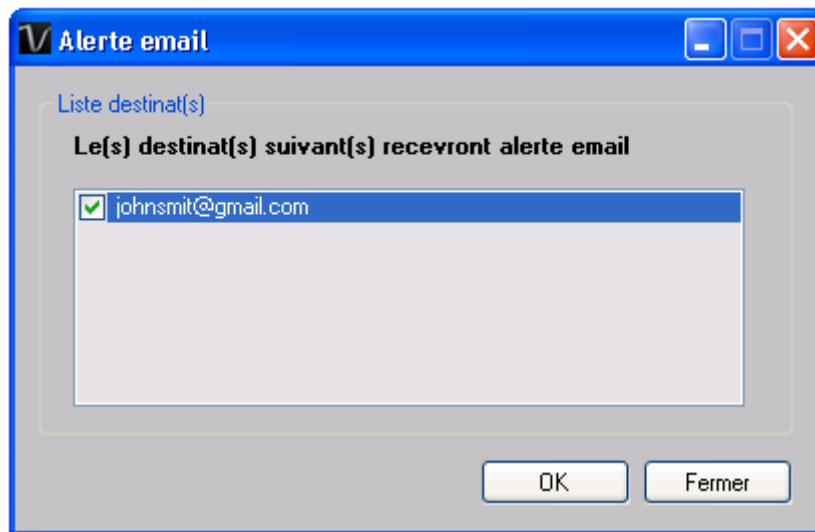 Alerte email
Liste destinat(s)
Le(s) destinat(s) suivant(s) recevront alerte email
johnsmit@gmail.com
OK Fermer